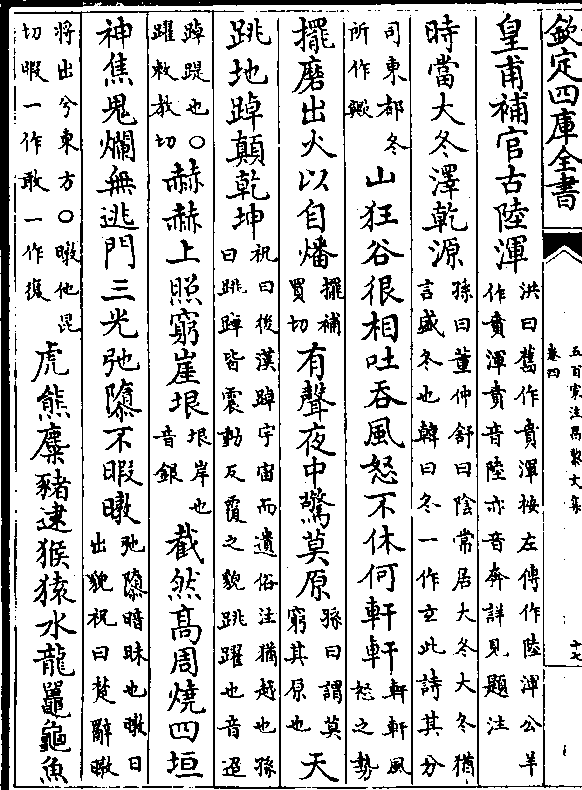 欽定四庫全書
五百家注昌黎文集
卷四
十七
皇甫補官古陸渾
洪曰舊作賁渾按左傳作陸渾公羊
作賁渾賁音陸亦音奔詳見題注
時當大冬澤乾源
孫曰董仲舒曰陰常居大冬大冬猶
言盛冬也韓曰冬一作玄此詩其分
司東都冬
所作歟
山狂谷很相吐吞風怒不休何軒軒
軒軒風
怒之勢
擺磨出火以自燔
擺補
買切
有聲夜中驚莫原
孫曰謂莫
窮其原也
天
跳地踔顛乾坤
祝曰後漢踔宇宙而遺俗注猶越也孫
曰跳踔皆震動反覆之貌跳躍也音迢
踔踶也〇
躍敕教切
赫赫上照窮崖垠
垠岸也
音銀
截然高周燒四垣
神焦鬼爛無逃門三光弛隳不暇暾
弛隳暗昧也暾日
出貌祝曰楚辭暾
將出兮東方〇暾他昆
切暇一作敢一作復
虎熊麋豬逮猴猿水龍鼉龜魚